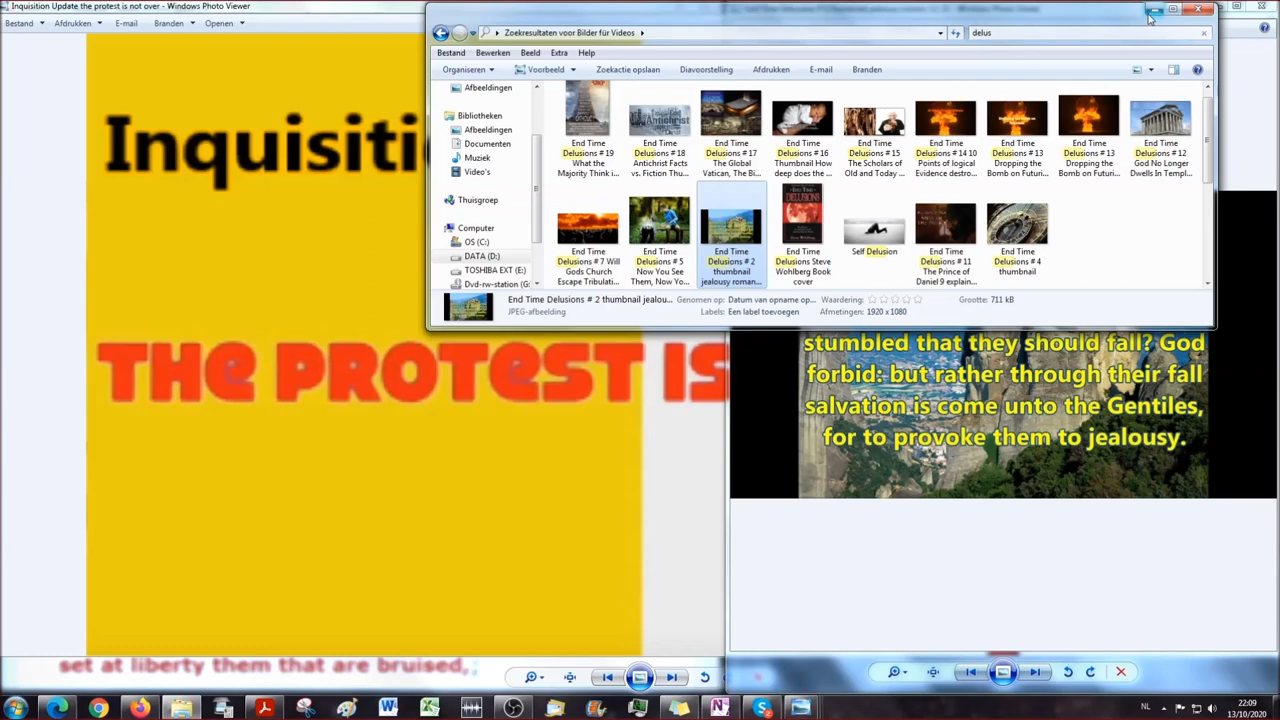 Inquisition Update the protest is not over - Windows Photo Viewer
Bestand Afdrukken E-mail Branden Openen
Inquisiti
THE PROTEST IS
set at liberty them that are bruised,
Zoekresultaten voor Bilder für Videos
delus
Bestand Bewerken Beeld Extra Help
Organiseren Voorbeeld Zoekactie opslaan Diavoorstelling Afdrukken E-mail Branden
Afbeeldingen
Bibliotheken
Afbeeldingen
Documenten
Muziek
Video's
Thuisgroep
Computer
OS (C:)
DATA (D:)
TOSHIBA EXT (E:)
Dvd-rw-station (G:
End Time
Delusions # 19
What the
Majority Think i...
End Time
Delusions # 18
Antichrist Facts
vs. Fiction Thu...
End Time
Delusions # 17
The Global
Vatican, The Bi...
End Time
Delusions # 16
Thumbnail How
deep does the ...
End Time
Delusions # 15
The Scholars of
Old and Today ...
End Time
Delusions # 14 10
Points of logical
Evidence destro...
End Time
Delusions # 13
Dropping the
Bomb on Futuri...
End Time
Delusions # 13
Dropping the
Bomb on Futuri...
End Time
Delusions # 12
God No Longer
Dwells In Templ...
End Time
Delusions # 7 Will
Gods Church
Escape Tribulati...
End Time
Delusions # 5
Now You See
Them, Now Yo...
End Time
Delusions # 2
thumbnail
jealousy roman...
End Time
Delusions Steve
Wohlberg Book
cover
Self Delusion
End Time
Delusions # 11
The Prince of
Daniel 9 explain...
End Time
Delusions # 4
thumbnail
End Time Delusions # 2 thumbnail jealou... Genomen op: Datum van opname op... Waardering: Grootte: 711 kB
JPEG-afbeelding Labels: Een label toevoegen Afmetingen: 1920 x 1080
stumbled that they should fall? God
forbid: but rather through their fall
salvation is come unto the Gentiles,
for to provoke them to jealousy.
NL
22:09
13/10/2020